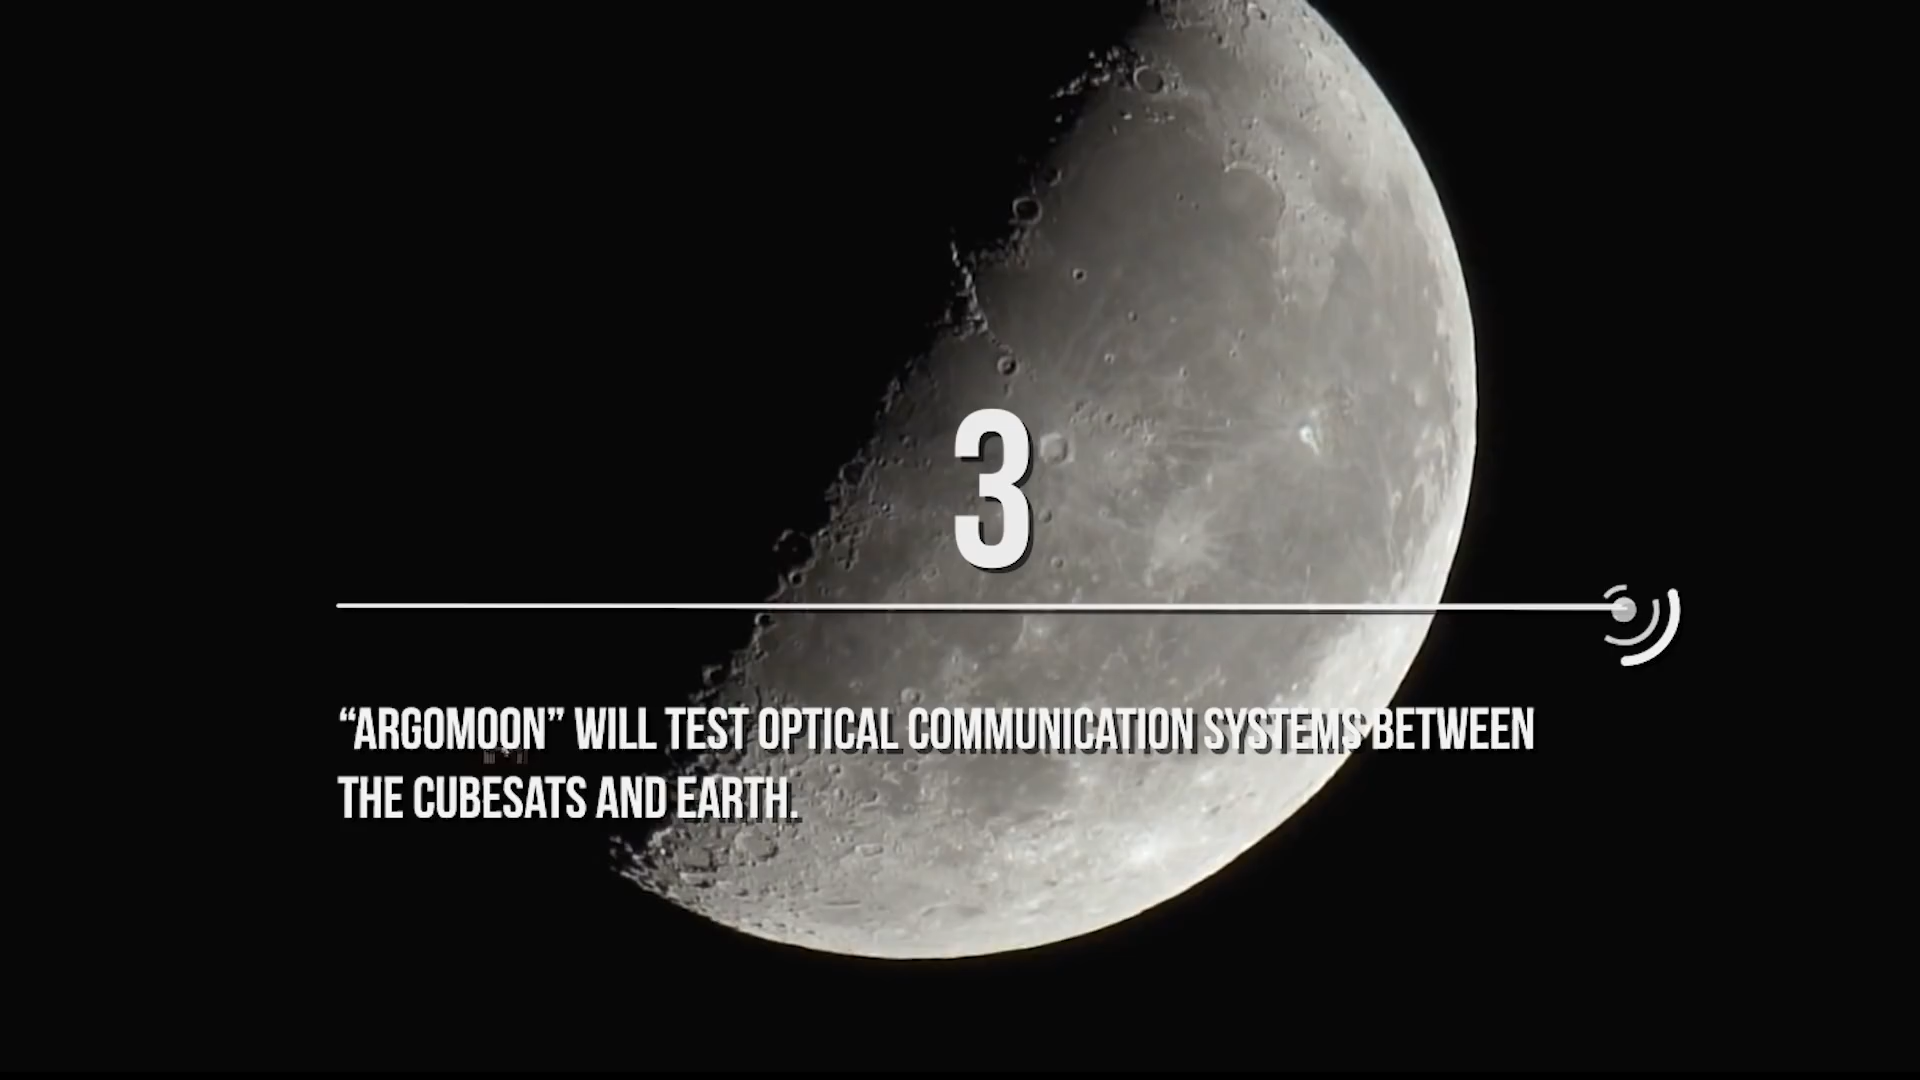 3
“ARGOMOON” WILL TEST OPTICAL COMMUNICATION SYSTEMS BETWEEN
THE CUBESATS AND EARTH.